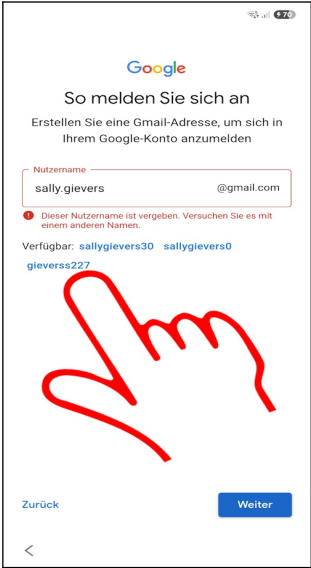 70
Google
So melden Sie sich an
Erstellen Sie eine Gmail-Adresse, um sich in
Ihrem Google-Konto anzumelden
Nutzername
sally.gievers @gmail.com
Dieser Nutzername ist vergeben. Versuchen Sie es mit
einem anderen Namen.
Verfügbar: sallygievers30 sallygievers0
gieverss227
Zurück Weiter